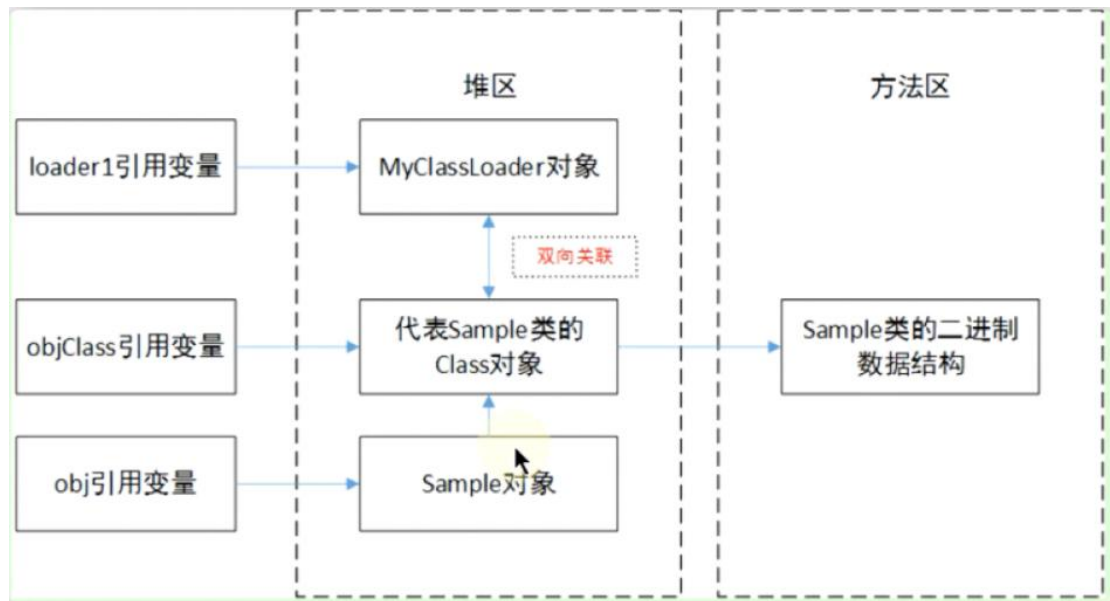 堆区
方法区
loader1引用变量
MyClassLoader对象
双向关联
objClass引用变量
代表Sample类的
Class对象
Sample类的二进制
数据结构
obj引用变量
Sample对象